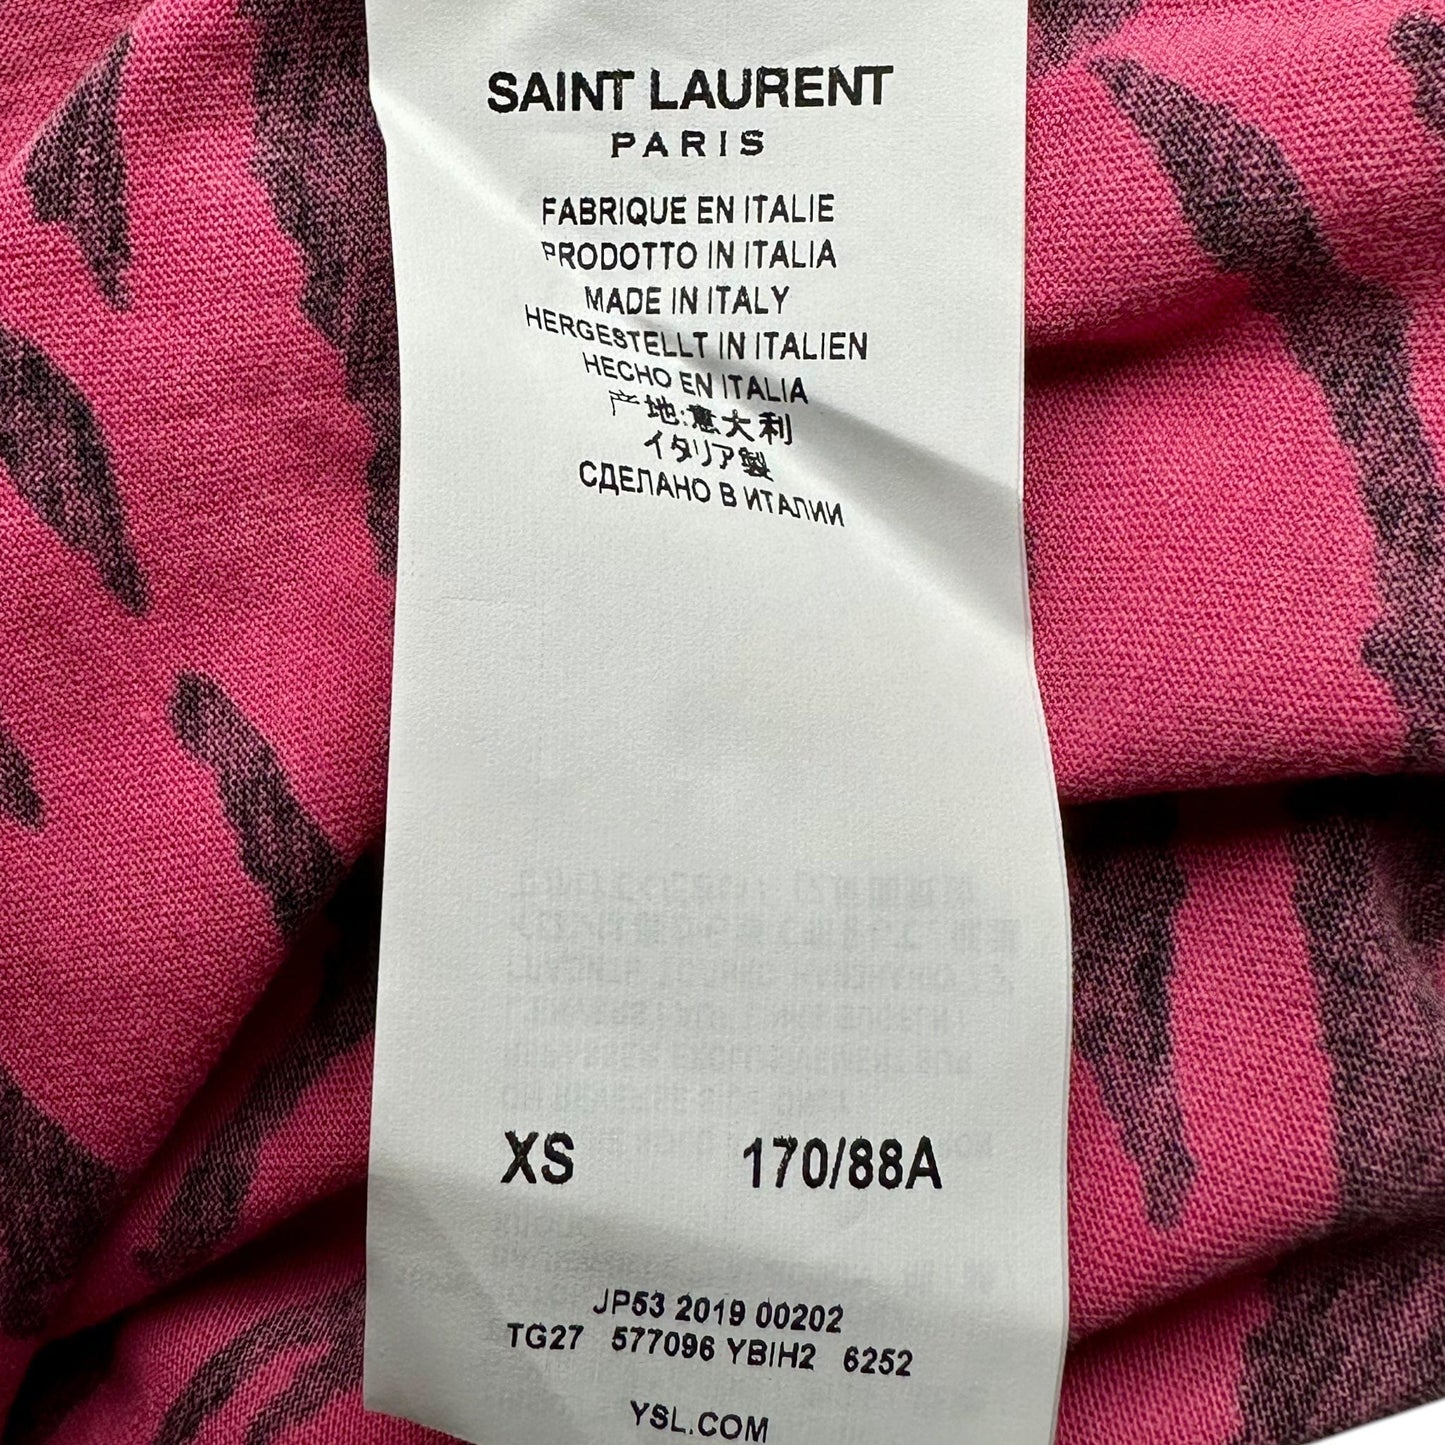 SAINT LAURENT
PARIS
FABRIQUE EN ITALIE
PRODOTTO IN ITALIA
MADE IN ITALY
HERGESTELLT IN ITALIEN
HECHO EN ITALIA
产地:意大利
イタリア製
СДЕЛАНО В ИТАЛИИ
XS 170/88A
JP53 2019 00202
TG27 577096 YBIH2 6252
YSL.COM